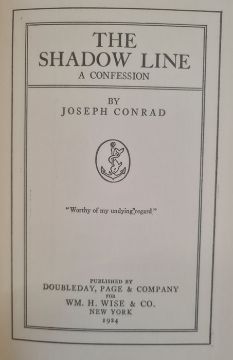 THE
SHADOW LINE
A CONFESSION
BY
JOSEPH CONRAD
"Worthy of my undying regard"
PUBLISHED BY
DOUBLEDAY, PAGE & COMPANY
FOR
WM. H. WISE & CO.
NEW YORK
1924